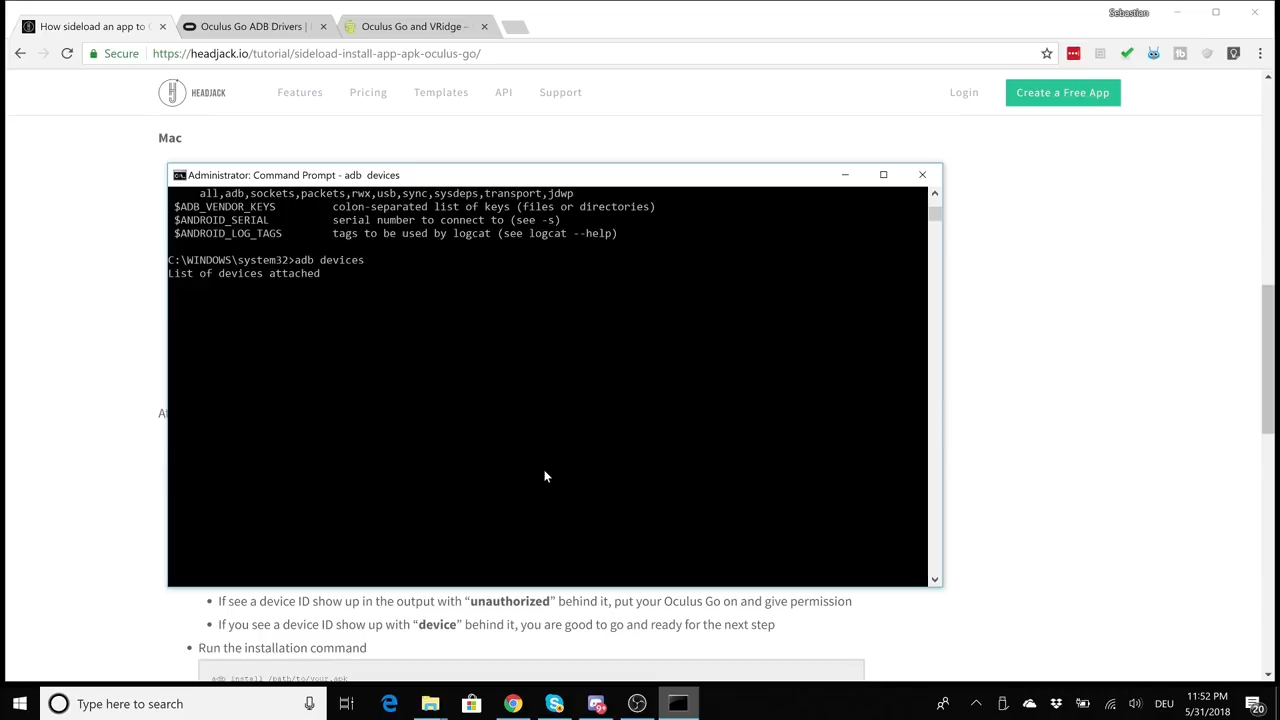 Sebastian
How sideload an app to
Oculus Go ADB Drivers |
Oculus Go and VRidge –
Secure
https://headjack.io/tutorial/sideload-install-app-apk-oculus-go/
HEADJACK
Features
Pricing
Templates
API
Support
Login
Create a Free App
Mac
Administrator: Command Prompt - adb devices
all,adb,sockets,packets,rwx,usb,sync,sysdeps,transport,jdwp
$ADB_VENDOR_KEYS colon-separated list of keys (files or directories)
$ANDROID_SERIAL serial number to connect to (see -s)
$ANDROID_LOG_TAGS tags to be used by logcat (see logcat --help)
C:\WINDOWS\system32>adb devices
List of devices attached
If see a device ID show up in the output with “unauthorized” behind it, put your Oculus Go on and give permission
If you see a device ID show up with “device” behind it, you are good to go and ready for the next step
Run the installation command
adb install /path/to/your.apk
Type here to search
DEU
11:52 PM
5/31/2018
20